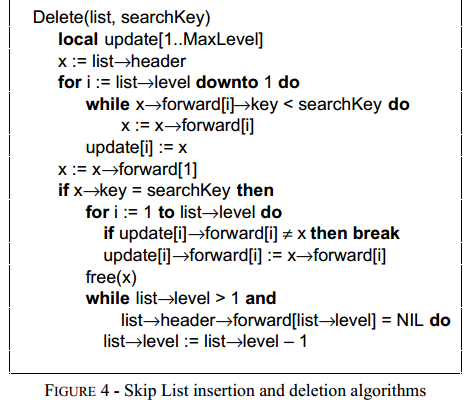 Delete(list, searchKey)
local update[1..MaxLevel]
x := list→header
for i := list→level downto 1 do
while x→forward[i]→key < searchKey do
x := x→forward[i]
update[i] := x
x := x→forward[1]
if x→key = searchKey then
for i := 1 to list→level do
if update[i]→forward[i] ≠ x then break
update[i]→forward[i] := x→forward[i]
free(x)
while list→level > 1 and
list→header→forward[list→level] = NIL do
list→level := list→level – 1
FIGURE 4 - Skip List insertion and deletion algorithms